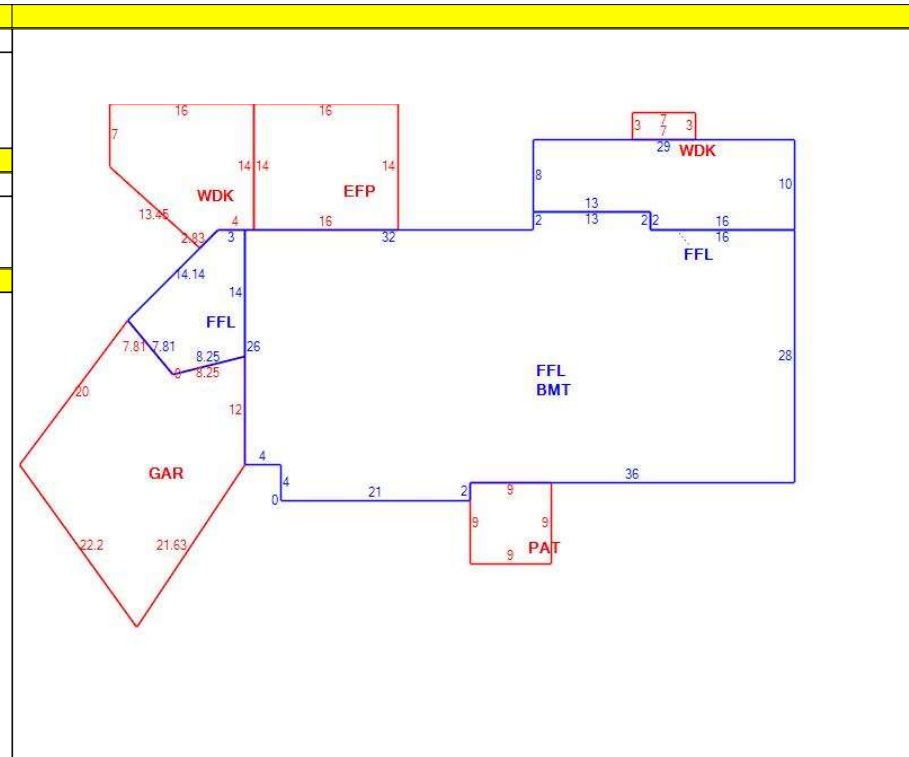 16 16
7 14 14 14
WDK EFP
13.45 2.83
4 3 16 32
3 7 3
7
29 WDK
8 10
13
2 13 2 2 16
16
FFL
14.14 14
FFL
7.81 7.81 8.25 26
8 8.25
20 12
FFL 28
BMT
GAR
4 4
0 21 2 9 36
9 9
PAT
9
22.2 21.63